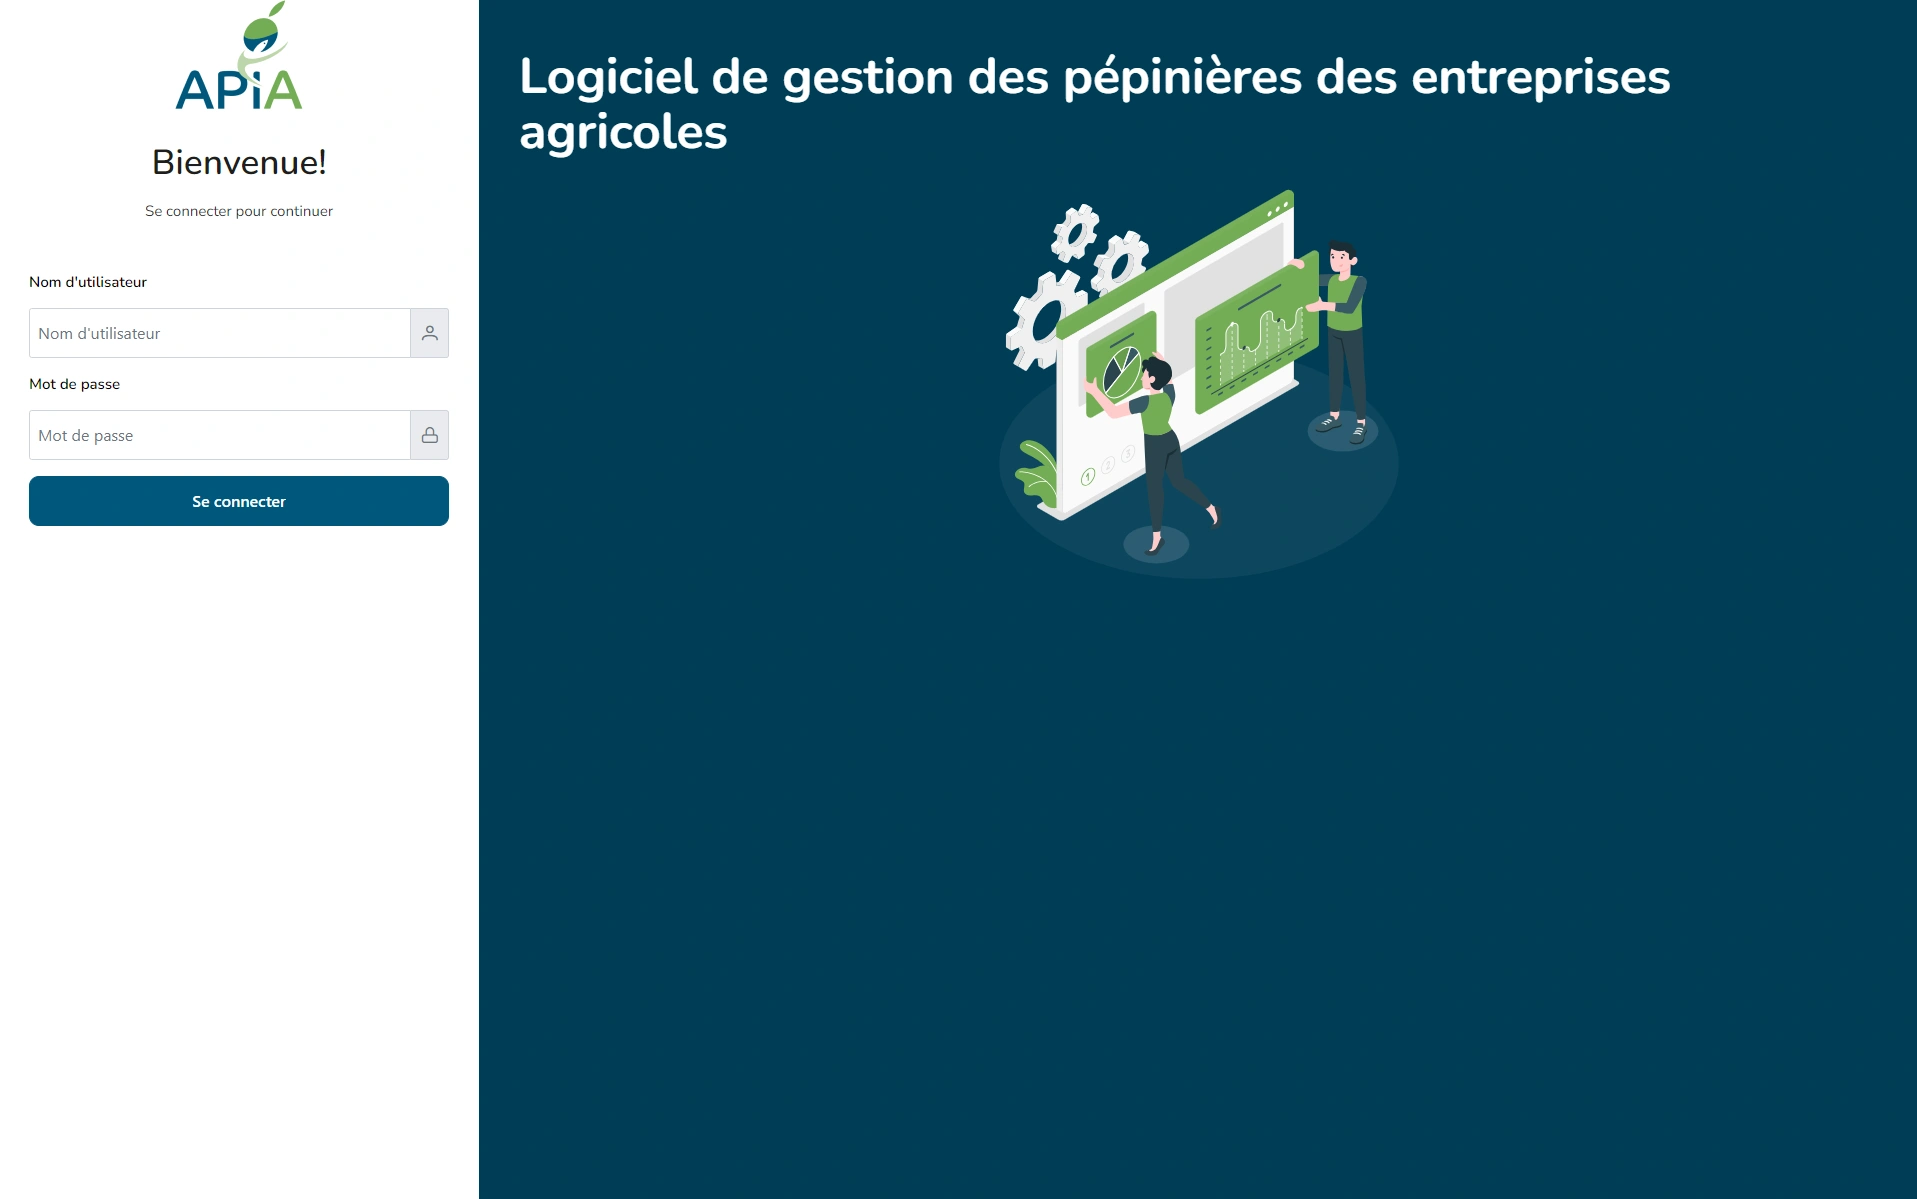 APiA
Bienvenue!
Se connecter pour continuer
Nom d'utilisateur
Nom d'utilisateur
Mot de passe
Mot de passe
Se connecter
Logiciel de gestion des pépinières des entreprises
agricoles
1
2
3